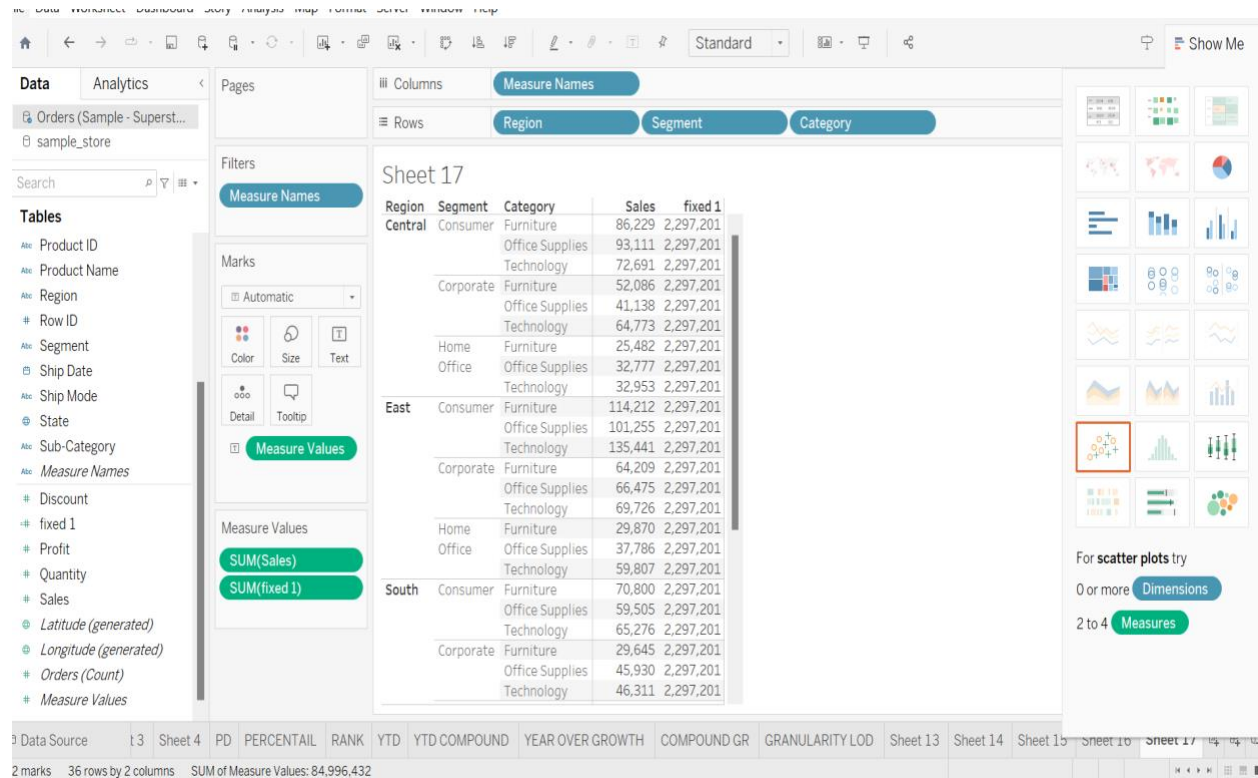 File Data Worksheet Dashboard Story Analysis Map Format Server Window Help
Standard
Show Me
Data Analytics
Orders (Sample - Superst...
sample_store
Search
Tables
Abc Product ID
Abc Product Name
Abc Region
# Row ID
Abc Segment
Ship Date
Abc Ship Mode
State
Abc Sub-Category
Abc Measure Names
# Discount
# fixed 1
# Profit
# Quantity
# Sales
Latitude (generated)
Longitude (generated)
# Orders (Count)
# Measure Values
Pages
Filters
Measure Names
Marks
Automatic
Color Size Text
Detail Tooltip
Measure Values
Measure Values
SUM(Sales)
SUM(fixed 1)
Columns Measure Names
Rows Region Segment Category
Sheet 17
Region Segment Category Sales fixed 1
Central Consumer Furniture 86,229 2,297,201
Office Supplies 93,111 2,297,201
Technology 72,691 2,297,201
Corporate Furniture 52,086 2,297,201
Office Supplies 41,138 2,297,201
Technology 64,773 2,297,201
Home Furniture 25,482 2,297,201
Office Office Supplies 32,777 2,297,201
Technology 32,953 2,297,201
East Consumer Furniture 114,212 2,297,201
Office Supplies 101,255 2,297,201
Technology 135,441 2,297,201
Corporate Furniture 64,209 2,297,201
Office Supplies 66,475 2,297,201
Technology 69,726 2,297,201
Home Furniture 29,870 2,297,201
Office Office Supplies 37,786 2,297,201
Technology 59,807 2,297,201
South Consumer Furniture 70,800 2,297,201
Office Supplies 59,505 2,297,201
Technology 65,276 2,297,201
Corporate Furniture 29,645 2,297,201
Office Supplies 45,930 2,297,201
Technology 46,311 2,297,201
For scatter plots try
0 or more Dimensions
2 to 4 Measures
Data Source t 3 Sheet 4 PD PERCENTAIL RANK YTD YTD COMPOUND YEAR OVER GROWTH COMPOUND GR GRANULARITY LOD Sheet 13 Sheet 14 Sheet 15 Sheet 16 Sheet 17
2 marks 36 rows by 2 columns SUM of Measure Values: 84,996,432